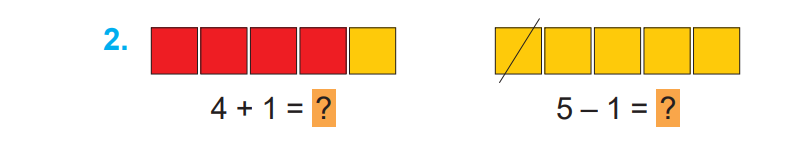 2.
4 + 1 = ? 5 – 1 = ?